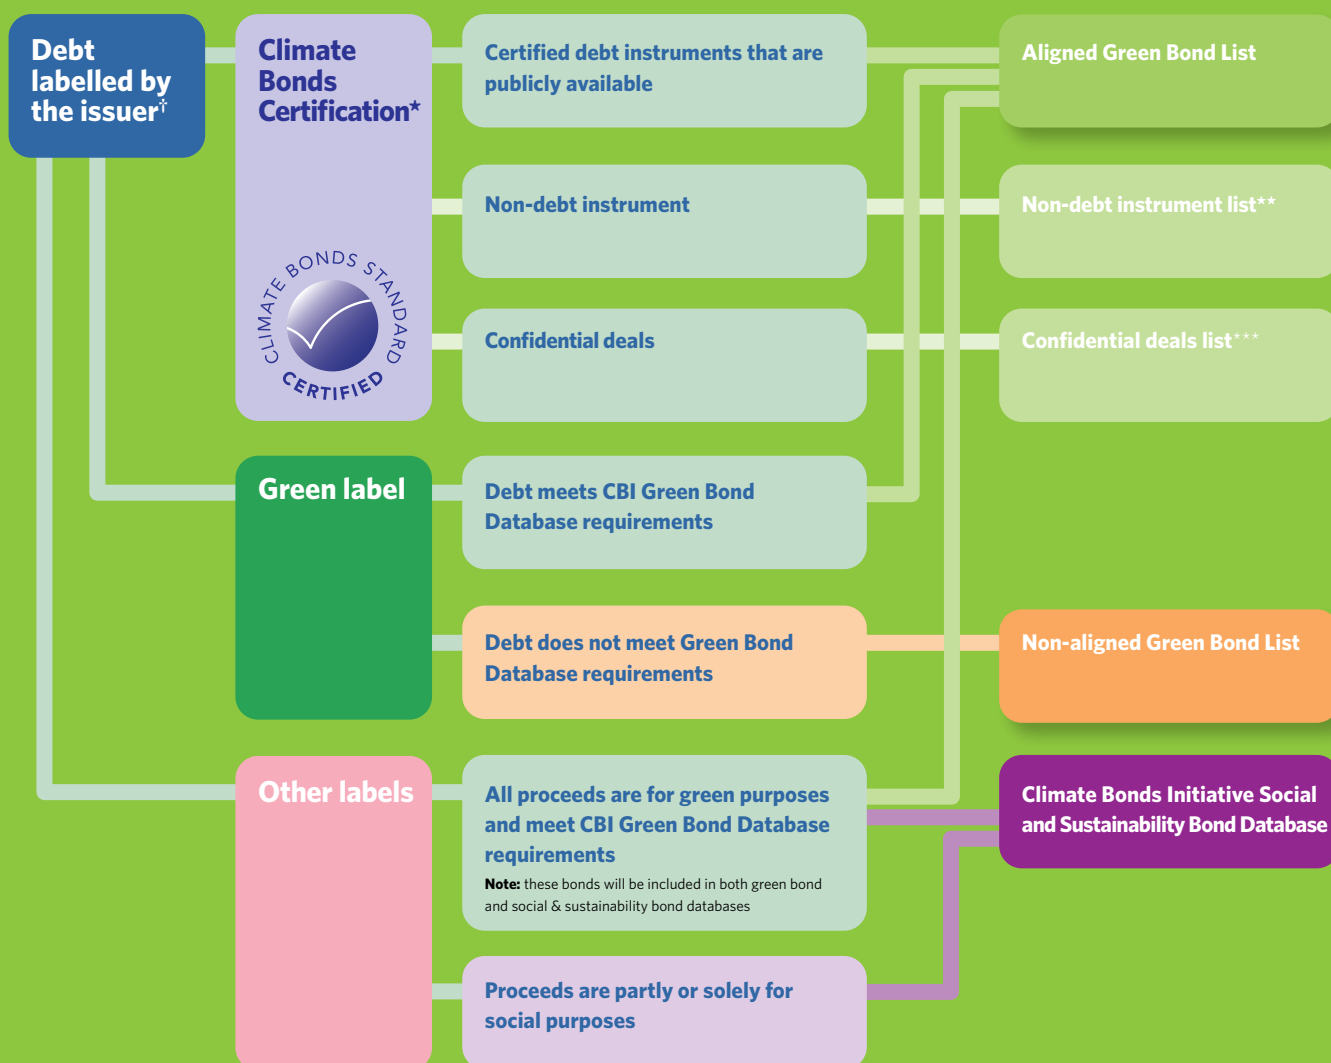 Debt
labelled by
the issuer†
Climate
Bonds
Certification★
CLIMATE BONDS STANDARD
CERTIFIED
Certified debt instruments that are
publicly available
Aligned Green Bond List
Non-debt instrument
Non-debt instrument list**
Confidential deals
Confidential deals list***
Green label
Debt meets CBI Green Bond
Database requirements
Debt does not meet Green Bond
Database requirements
Non-aligned Green Bond List
Other labels
All proceeds are for green purposes
and meet CBI Green Bond Database
requirements
Note: these bonds will be included in both green bond
and social & sustainability bond databases
Climate Bonds Initiative Social
and Sustainability Bond Database
Proceeds are partly or solely for
social purposes